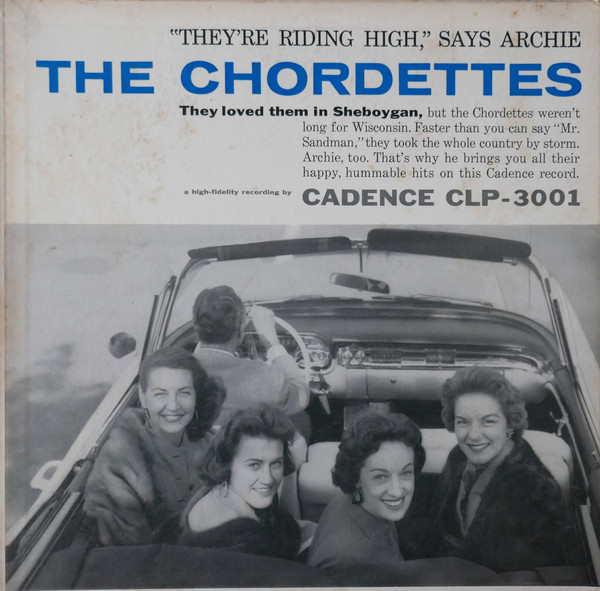 “THEY’RE RIDING HIGH,” SAYS ARCHIE
THE CHORDETTES
They loved them in Sheboygan, but the Chordettes weren’t
long for Wisconsin. Faster than you can say “Mr.
Sandman,” they took the whole country by storm.
Archie, too. That’s why he brings you all their
happy, hummable hits on this Cadence record.
a high-fidelity recording by CADENCE CLP-3001